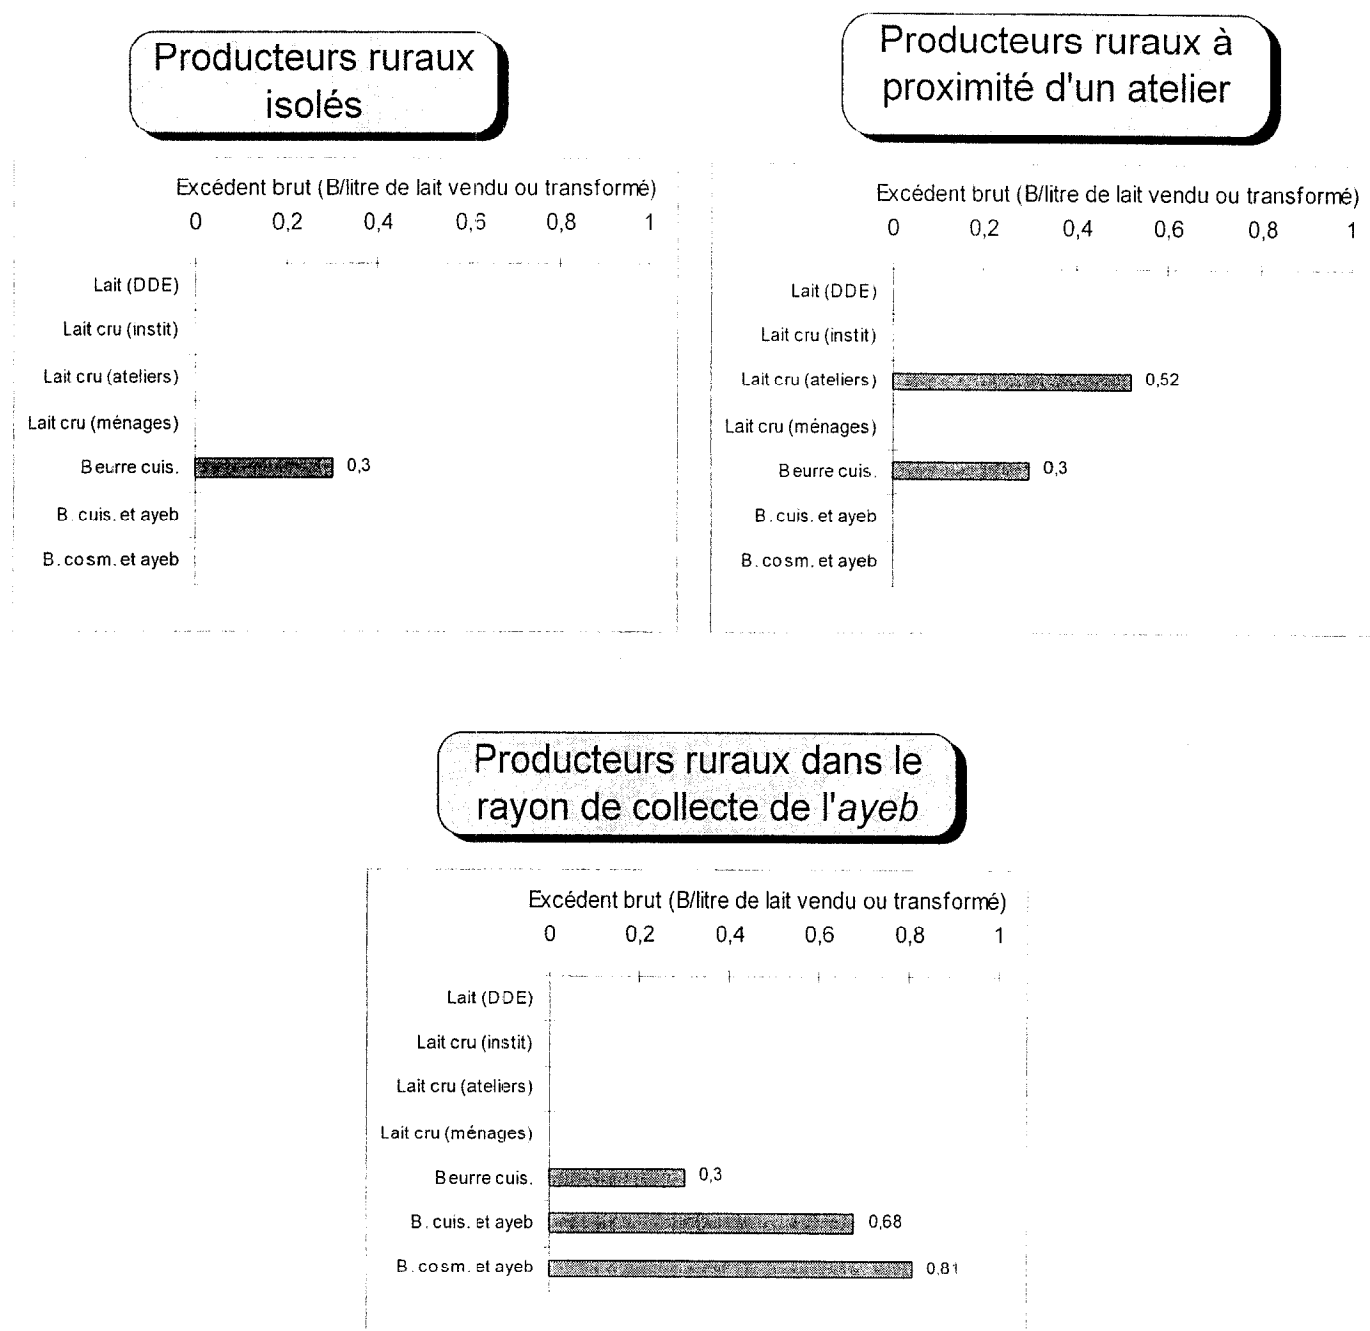 Producteurs ruraux
isolés
Excédent brut (B/litre de lait vendu ou transformé)
0 0,2 0,4 0,6 0,8 1
Lait (DDE)
Lait cru (instit)
Lait cru (ateliers)
Lait cru (ménages)
Beurre cuis. 0,3
B. cuis. et ayeb
B. cosm. et ayeb
Producteurs ruraux à
proximité d'un atelier
Excédent brut (B/litre de lait vendu ou transformé)
0 0,2 0,4 0,6 0,8 1
Lait (DDE)
Lait cru (instit)
Lait cru (ateliers) 0,52
Lait cru (ménages)
Beurre cuis. 0,3
B. cuis. et ayeb
B. cosm. et ayeb
Producteurs ruraux dans le
rayon de collecte de l'ayeb
Excédent brut (B/litre de lait vendu ou transformé)
0 0,2 0,4 0,6 0,8 1
Lait (DDE)
Lait cru (instit)
Lait cru (ateliers)
Lait cru (ménages)
Beurre cuis. 0,3
B. cuis. et ayeb 0,68
B. cosm. et ayeb 0,81